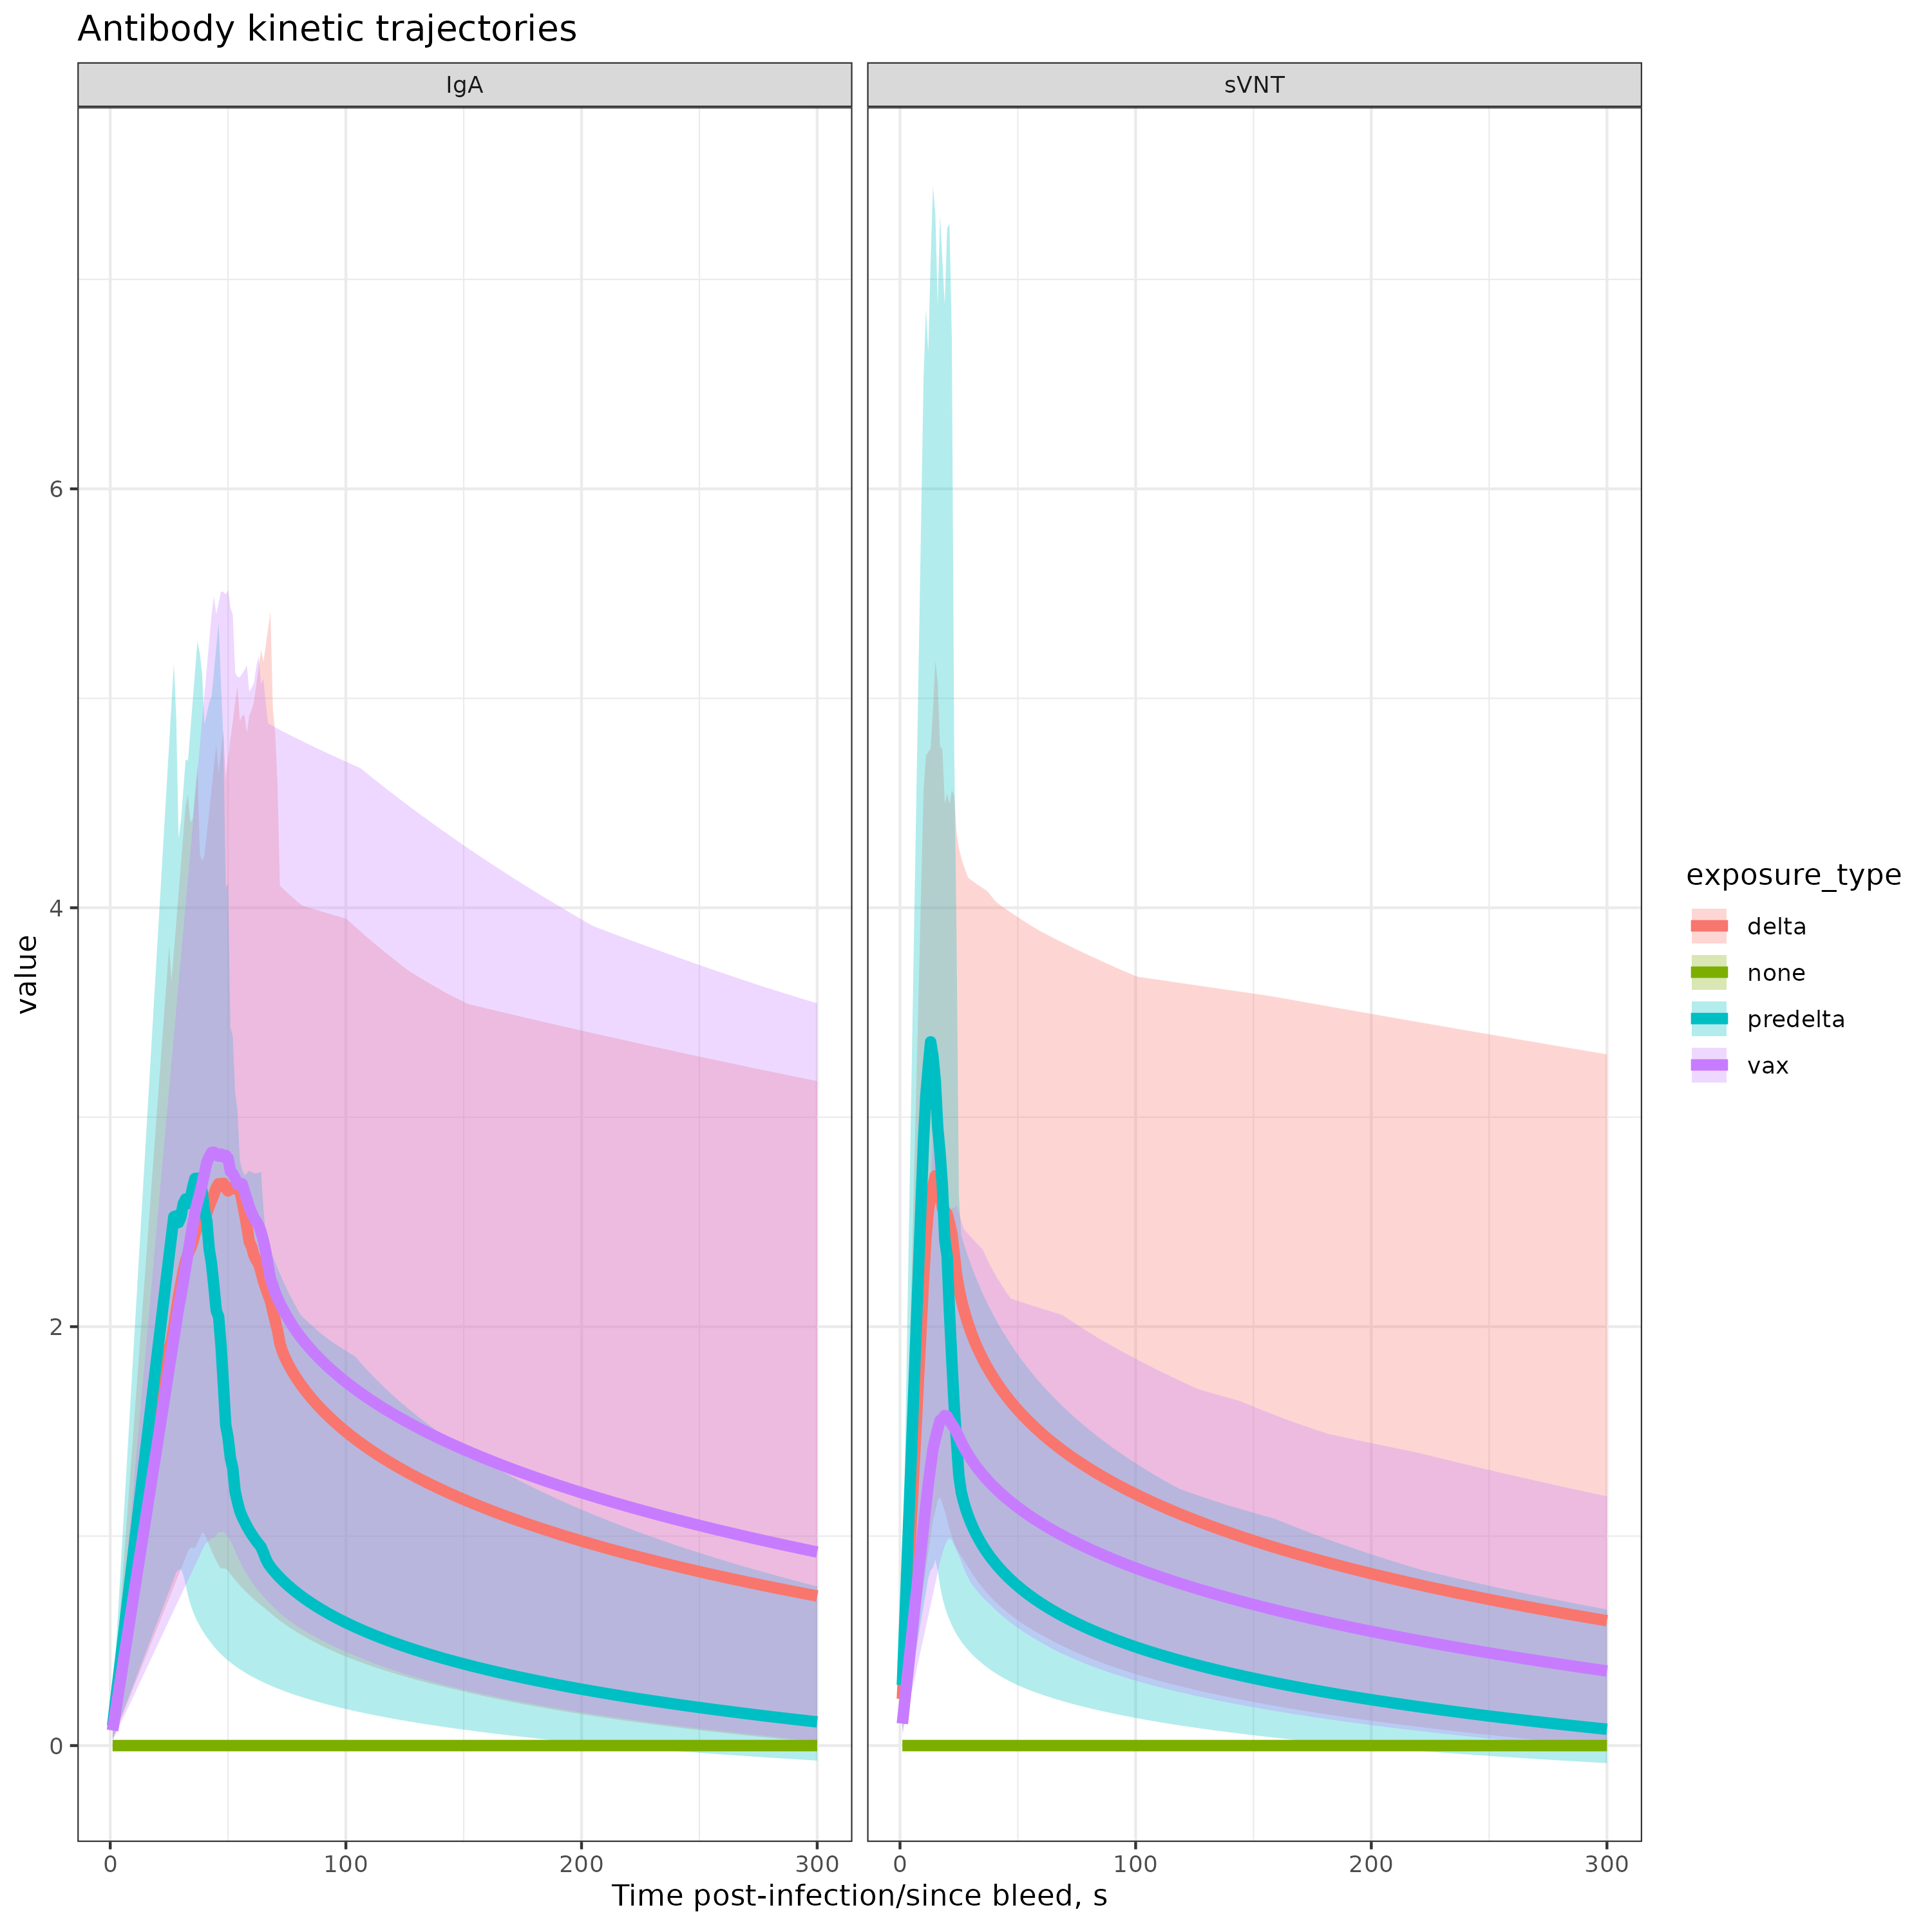 Antibody kinetic trajectories
IgA
sVNT
value
6
4
2
0
0
100
200
300
0
100
200
300
Time post-infection/since bleed, s
exposure_type
delta
none
predelta
vax